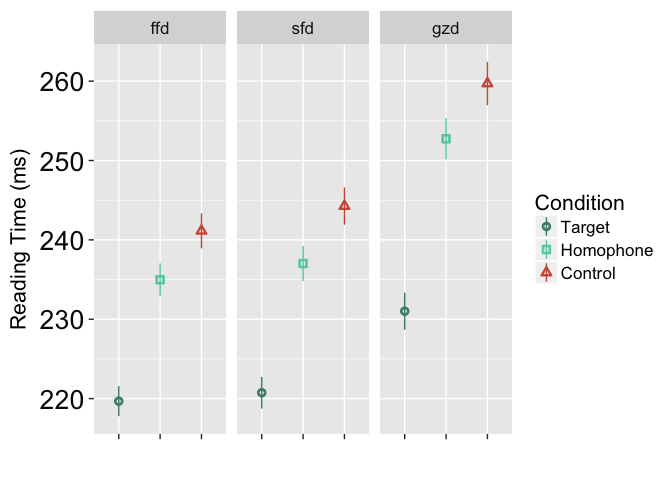 ffd sfd gzd
260
250
240
230
220
Reading Time (ms)
Condition
Target
Homophone
Control